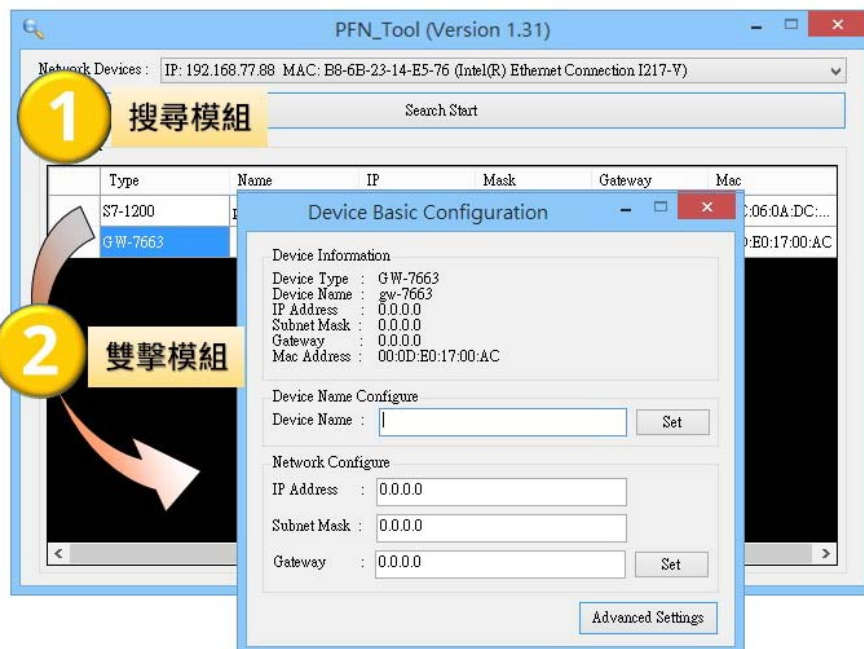 PFN_Tool (Version 1.31)
Network Devices : IP: 192.168.77.88 MAC: B8-6B-23-14-E5-76 (Intel(R) Ethernet Connection I217-V)
1 搜尋模組
Search Start
Type Name IP Mask Gateway Mac
S7-1200 :06:0A:DC:...
GW-7663 :E0:17:00:AC
2 雙擊模組
Device Basic Configuration
Device Information
Device Type : GW-7663
Device Name : gw-7663
IP Address : 0.0.0.0
Subnet Mask : 0.0.0.0
Gateway : 0.0.0.0
Mac Address : 00:0D:E0:17:00:AC
Device Name Configure
Device Name : Set
Network Configure
IP Address : 0.0.0.0
Subnet Mask : 0.0.0.0
Gateway : 0.0.0.0 Set
Advanced Settings